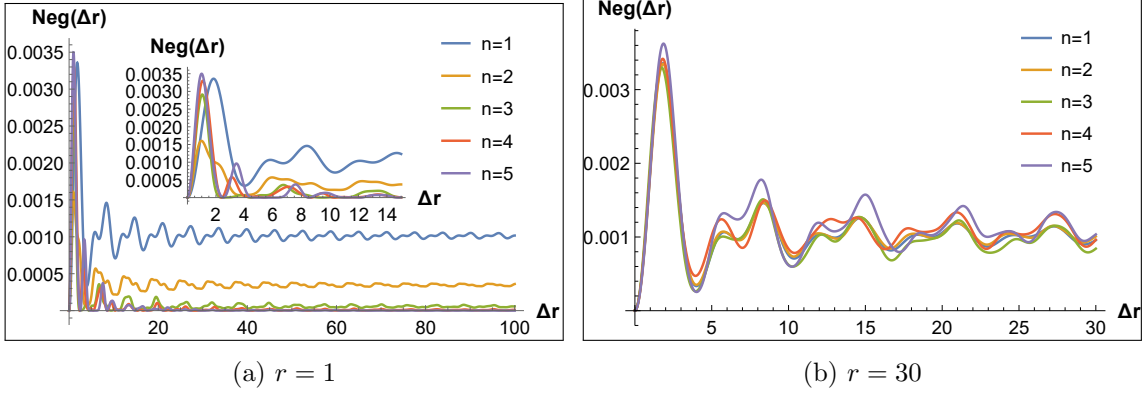 Neg(Δr)
0.0035
0.0030
0.0025
0.0020
0.0015
0.0010
0.0005
20
40
60
80
100
Δr
Neg(Δr)
0.0035
0.0030
0.0025
0.0020
0.0015
0.0010
0.0005
2 4 6 8 10 12 14
Δr
n=1
n=2
n=3
n=4
n=5
(a) r = 1
Neg(Δr)
0.003
0.002
0.001
5
10
15
20
25
30
Δr
n=1
n=2
n=3
n=4
n=5
(b) r = 30